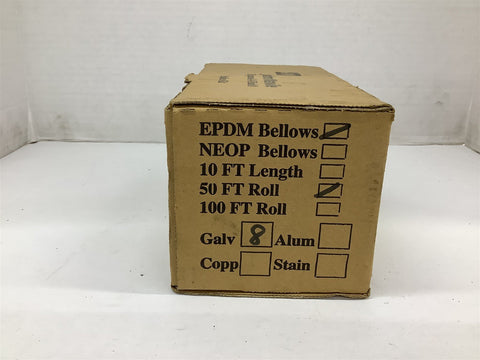 EPDM Bellows
NEOP Bellows
10 FT Length
50 FT Roll
100 FT Roll
Galv 8 Alum
Copp Stain